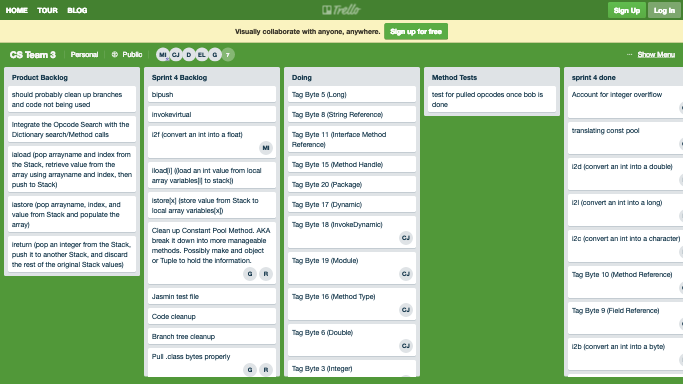 HOME TOUR BLOG
Trello
Sign Up Log In
Visually collaborate with anyone, anywhere. Sign up for free
CS Team 3 Personal Public MI CJ D EL G 7 ··· Show Menu
Product Backlog
should probably clean up branches
and code not being used
Integrate the Opcode Search with the
Dictionary search/Method calls
iaload (pop arrayname and index from
the Stack, retrieve value from the
array using arrayname and index, then
push to Stack)
iastore (pop arrayname, index, and
value from Stack and populate the
array)
ireturn (pop an integer from the Stack,
push it to another Stack, and discard
the rest of the original Stack values)
Sprint 4 Backlog
bipush
invokevirtual
i2f (convert an int into a float)
MI
iload[i] ((load an int value from local
array variables[i] to stack))
istore[x] (store value from Stack to
local array variables[x])
Clean up Constant Pool Method. AKA
break it down into more manageable
methods. Possibly make and object
or Tuple to hold the information.
G R
Jasmin test file
Code cleanup
Branch tree cleanup
Pull .class bytes properly
G R
Doing
Tag Byte 5 (Long)
Tag Byte 8 (String Reference)
Tag Byte 11 (Interface Method
Reference)
Tag Byte 15 (Method Handle)
Tag Byte 20 (Package)
Tag Byte 17 (Dynamic)
Tag Byte 18 (InvokeDynamic)
CJ
Tag Byte 19 (Module)
CJ
Tag Byte 16 (Method Type)
CJ
Tag Byte 6 (Double)
CJ
Tag Byte 3 (Integer)
Method Tests
test for pulled opcodes once bob is
done
sprint 4 done
Account for integer overflow
translating const pool
i2d (convert an int into a double)
i2l (convert an int into a long)
i2c (convert an int into a character)
Tag Byte 10 (Method Reference)
Tag Byte 9 (Field Reference)
i2b (convert an int into a byte)